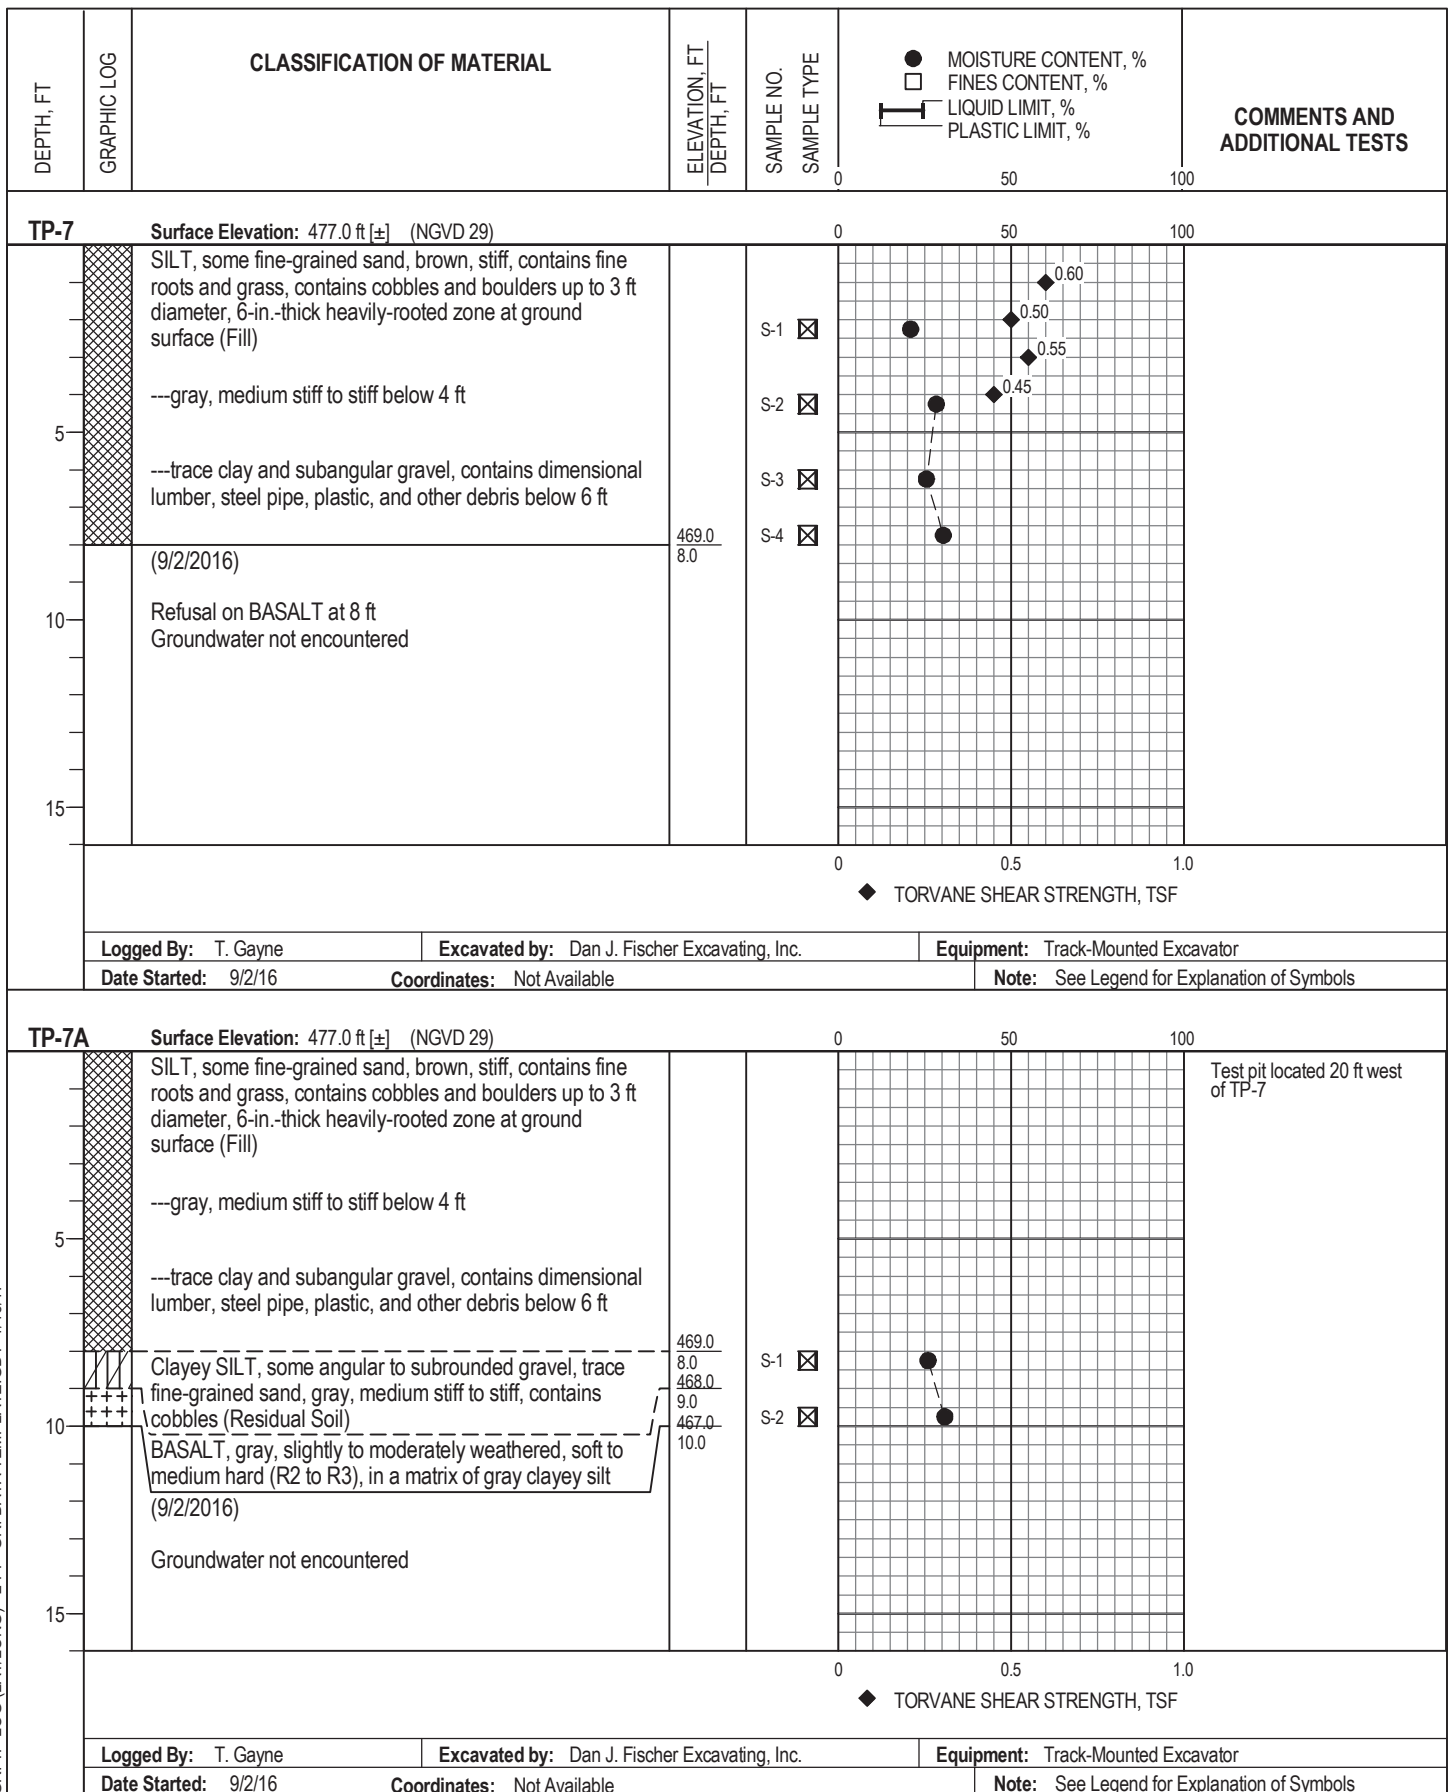 DEPTH, FT
GRAPHIC LOG
CLASSIFICATION OF MATERIAL
ELEVATION, FT
DEPTH, FT
SAMPLE NO.
SAMPLE TYPE
MOISTURE CONTENT, %
FINES CONTENT, %
LIQUID LIMIT, %
PLASTIC LIMIT, %
0 50 100
COMMENTS AND
ADDITIONAL TESTS
TP-7 Surface Elevation: 477.0 ft [±] (NGVD 29) 0 50 100
SILT, some fine-grained sand, brown, stiff, contains fine
roots and grass, contains cobbles and boulders up to 3 ft
diameter, 6-in.-thick heavily-rooted zone at ground
surface (Fill)
0.60
0.50
S-1
0.55
---gray, medium stiff to stiff below 4 ft
0.45
S-2
5
---trace clay and subangular gravel, contains dimensional
lumber, steel pipe, plastic, and other debris below 6 ft
S-3
469.0
8.0
S-4
(9/2/2016)
Refusal on BASALT at 8 ft
10
Groundwater not encountered
15
0 0.5 1.0
TORVANE SHEAR STRENGTH, TSF
Logged By: T. Gayne Excavated by: Dan J. Fischer Excavating, Inc. Equipment: Track-Mounted Excavator
Date Started: 9/2/16 Coordinates: Not Available Note: See Legend for Explanation of Symbols
TP-7A Surface Elevation: 477.0 ft [±] (NGVD 29) 0 50 100
SILT, some fine-grained sand, brown, stiff, contains fine
roots and grass, contains cobbles and boulders up to 3 ft
diameter, 6-in.-thick heavily-rooted zone at ground
surface (Fill)
Test pit located 20 ft west
of TP-7
---gray, medium stiff to stiff below 4 ft
5
---trace clay and subangular gravel, contains dimensional
lumber, steel pipe, plastic, and other debris below 6 ft
469.0
8.0
S-1
Clayey SILT, some angular to subrounded gravel, trace
fine-grained sand, gray, medium stiff to stiff, contains
cobbles (Residual Soil)
468.0
9.0
S-2
467.0
10.0
10
BASALT, gray, slightly to moderately weathered, soft to
medium hard (R2 to R3), in a matrix of gray clayey silt
(9/2/2016)
Groundwater not encountered
15
0 0.5 1.0
TORVANE SHEAR STRENGTH, TSF
Logged By: T. Gayne Excavated by: Dan J. Fischer Excavating, Inc. Equipment: Track-Mounted Excavator
Date Started: 9/2/16 Coordinates: Not Available Note: See Legend for Explanation of Symbols